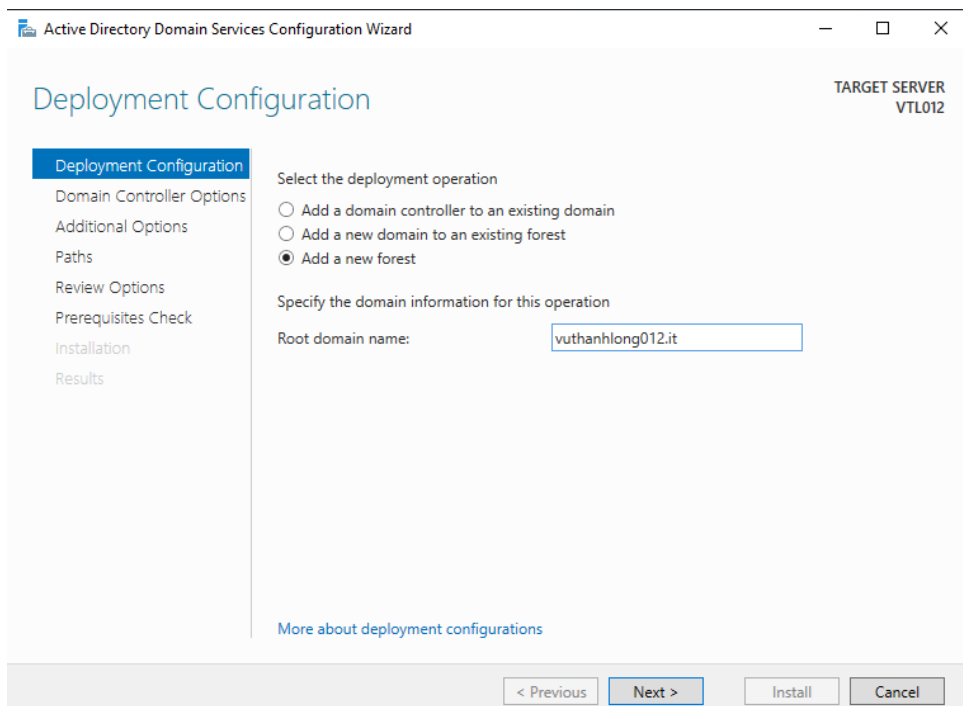 Active Directory Domain Services Configuration Wizard
Deployment Configuration
TARGET SERVER
VTL012
Deployment Configuration
Domain Controller Options
Additional Options
Paths
Review Options
Prerequisites Check
Installation
Results
Select the deployment operation
Add a domain controller to an existing domain
Add a new domain to an existing forest
Add a new forest
Specify the domain information for this operation
Root domain name: vuthanhlong012.it
More about deployment configurations
< Previous Next > Install Cancel